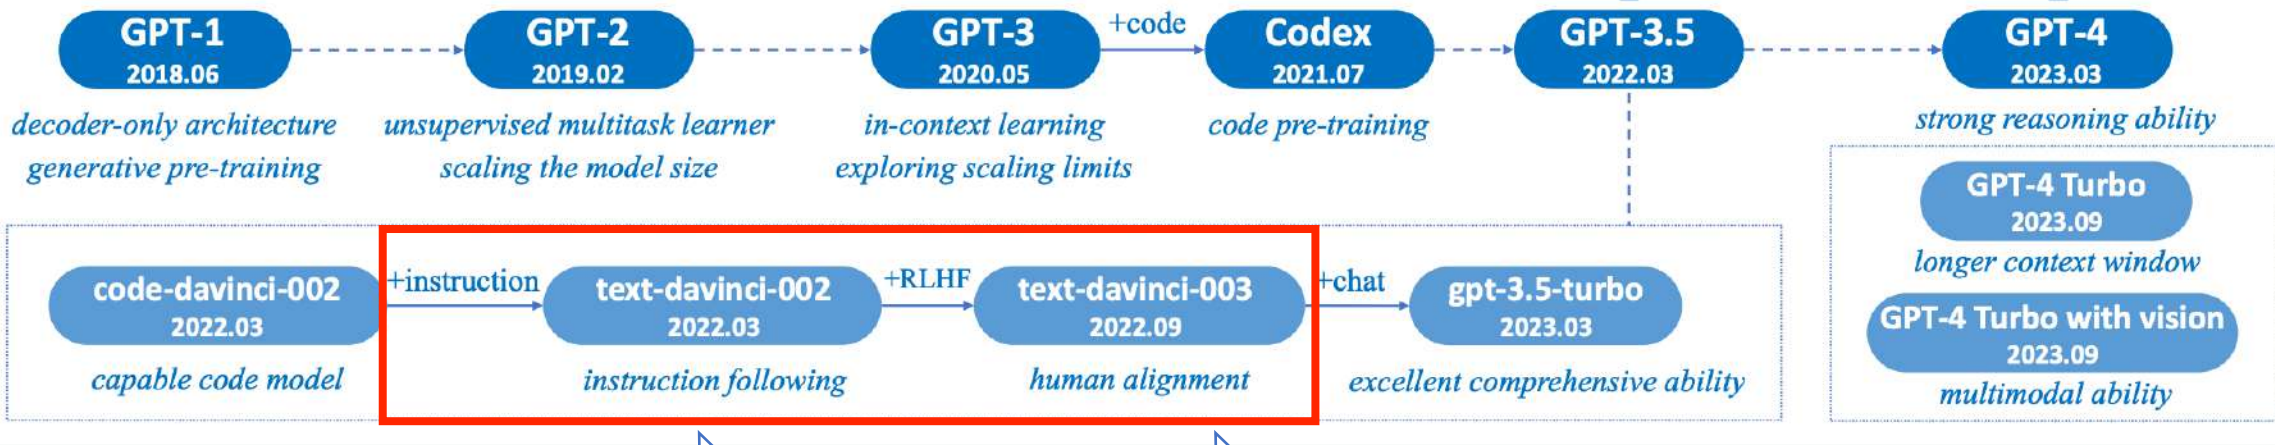 GPT-1
2018.06
decoder-only architecture
generative pre-training
GPT-2
2019.02
unsupervised multitask learner
scaling the model size
GPT-3
2020.05
in-context learning
exploring scaling limits
+code
Codex
2021.07
code pre-training
GPT-3.5
2022.03
GPT-4
2023.03
strong reasoning ability
GPT-4 Turbo
2023.09
longer context window
GPT-4 Turbo with vision
2023.09
multimodal ability
code-davinci-002
2022.03
capable code model
+instruction
text-davinci-002
2022.03
instruction following
+RLHF
text-davinci-003
2022.09
human alignment
+chat
gpt-3.5-turbo
2023.03
excellent comprehensive ability